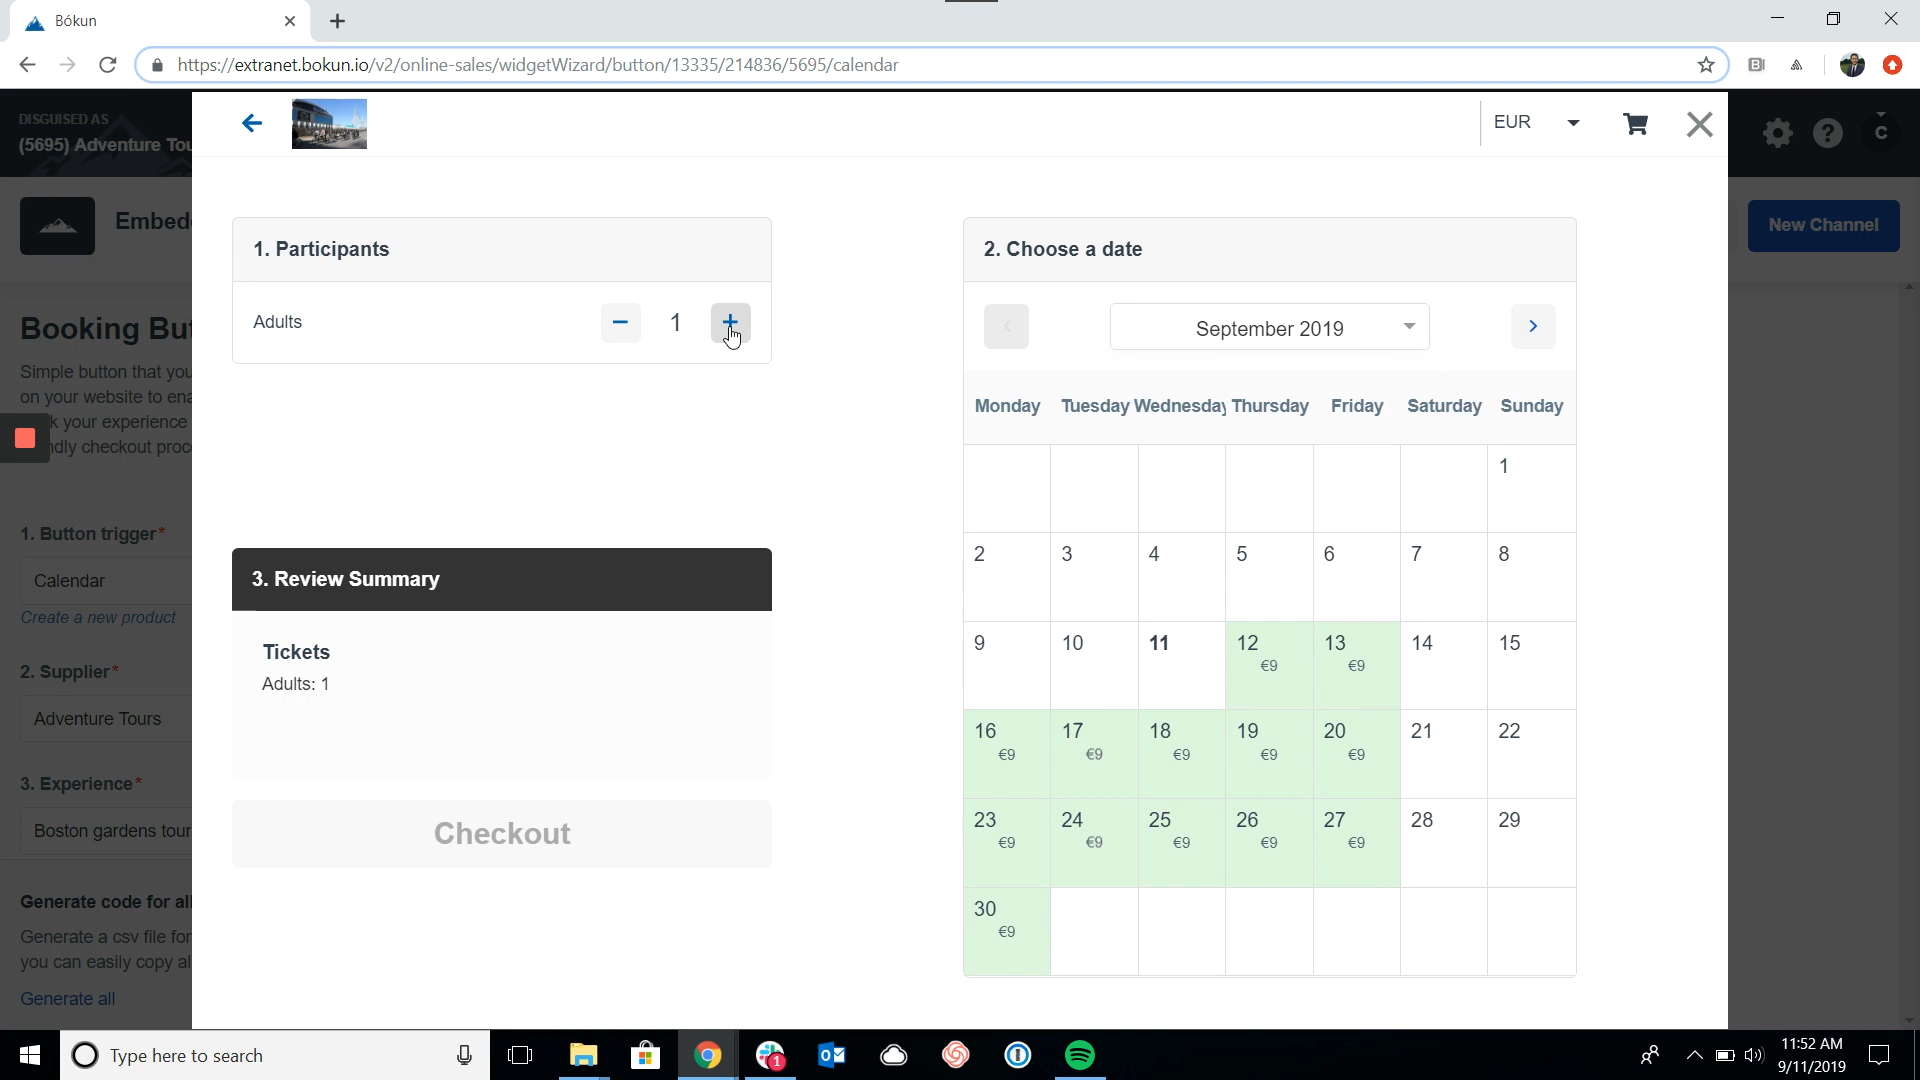 Bókun
https://extranet.bokun.io/v2/online-sales/widgetWizard/button/13335/214836/5695/calendar
DISGUISED AS
(5695) Adventure Tou
EUR
C
Embed
New Channel
Booking But
Simple button that you
on your website to ena
k your experience
ndly checkout proc
1. Button trigger*
Calendar
Create a new product
2. Supplier*
Adventure Tours
3. Experience*
Boston gardens tour
Generate code for all
Generate a csv file for
you can easily copy al
Generate all
1. Participants
Adults
1
3. Review Summary
Tickets
Adults: 1
Checkout
2. Choose a date
September 2019
Monday Tuesday Wednesday Thursday Friday Saturday Sunday
1
2 3 4 5 6 7 8
9 10 11 12 13 14 15
€9 €9
16 17 18 19 20 21 22
€9 €9 €9 €9 €9
23 24 25 26 27 28 29
€9 €9 €9 €9 €9
30
€9
Type here to search
1
11:52 AM
9/11/2019